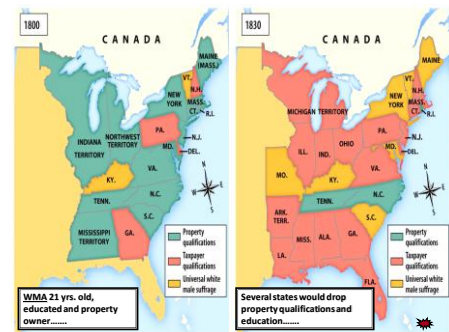 1800
CANADA
MAINE
(MASS.)
VT.
N.H.
NEW
YORK
MASS.
CT.
R.I.
PA.
N.J.
MD.
DEL.
INDIANA
TERRITORY
NORTHWEST
TERRITORY
VA.
KY.
N.C.
TENN.
S.C.
MISSISSIPPI
TERRITORY
GA.
N
W
E
S
Property
qualifications
Taxpayer
qualifications
Universal white
male suffrage
WMA 21 yrs. old,
educated and property
owner.......
1830
CANADA
MAINE
VT.
N.H.
NEW
YORK
MASS.
CT.
R.I.
MICHIGAN TERRITORY
PA.
N.J.
OHIO
MD.
DEL.
ILL.
IND.
VA.
MO.
KY.
N.C.
TENN.
S.C.
ARK.
TERR.
MISS.
ALA.
GA.
LA.
FLA.
N
W
E
S
Property
qualifications
Taxpayer
qualifications
Universal white
male suffrage
Several states would drop
property qualifications and
education.......